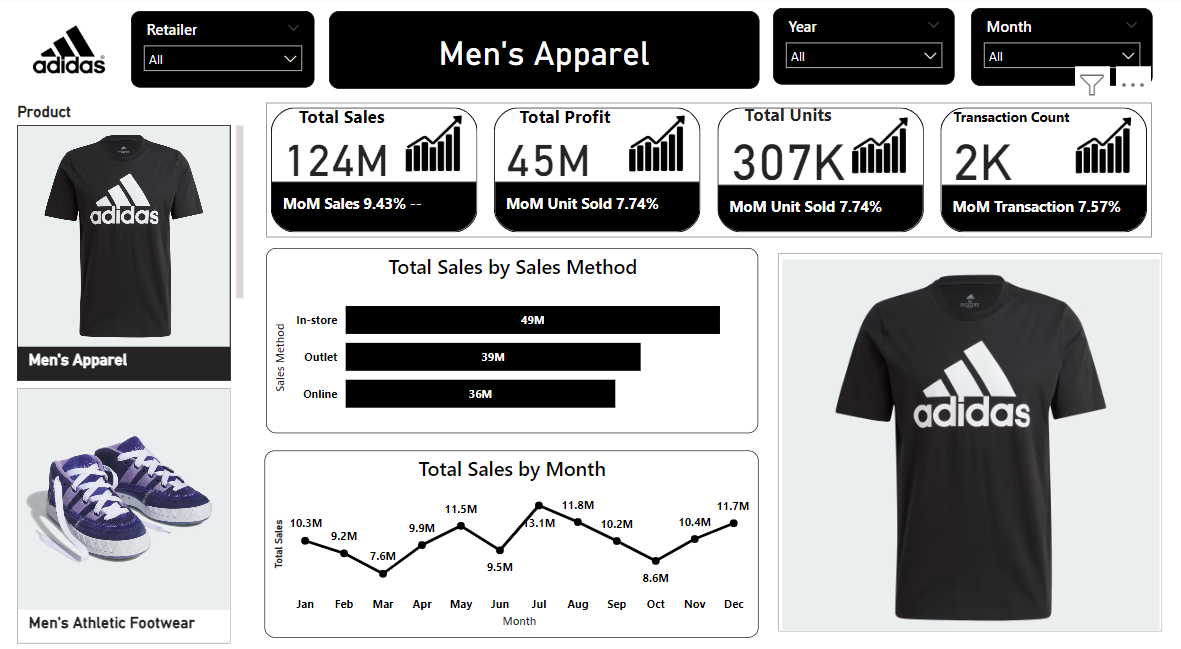 adidas
Retailer
All
Men's Apparel
Year
All
Month
All
Product
adidas
Men's Apparel
Men's Athletic Footwear
Total Sales
124M
MoM Sales 9.43% --
Total Profit
45M
MoM Unit Sold 7.74%
Total Units
307K
MoM Unit Sold 7.74%
Transaction Count
2K
MoM Transaction 7.57%
Total Sales by Sales Method
Sales Method
In-store
49M
Outlet
39M
Online
36M
Total Sales by Month
Total Sales
10.3M
9.2M
7.6M
9.9M
11.5M
9.5M
13.1M
11.8M
10.2M
8.6M
10.4M
11.7M
Jan Feb Mar Apr May Jun Jul Aug Sep Oct Nov Dec
Month
adidas